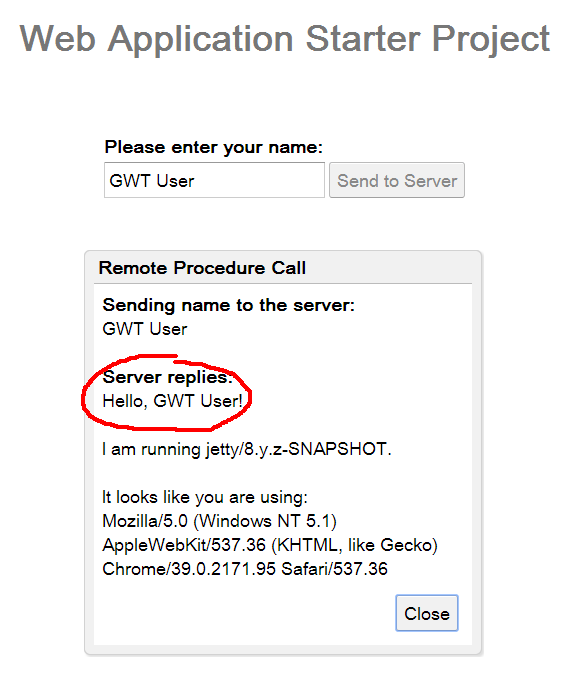 Web Application Starter Project
Please enter your name:
GWT User Send to Server
Remote Procedure Call
Sending name to the server:
GWT User
Server replies:
Hello, GWT User!
I am running jetty/8.y.z-SNAPSHOT.
It looks like you are using:
Mozilla/5.0 (Windows NT 5.1)
AppleWebKit/537.36 (KHTML, like Gecko)
Chrome/39.0.2171.95 Safari/537.36
Close